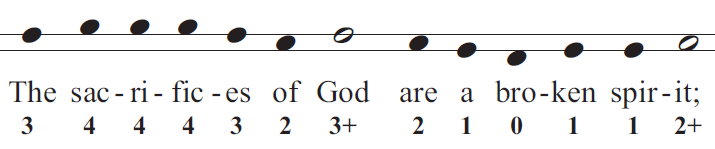 The sac - ri - fic - es of God are a bro - ken spir - it;
3 4 4 4 3 2 3+ 2 1 0 1 1 2+